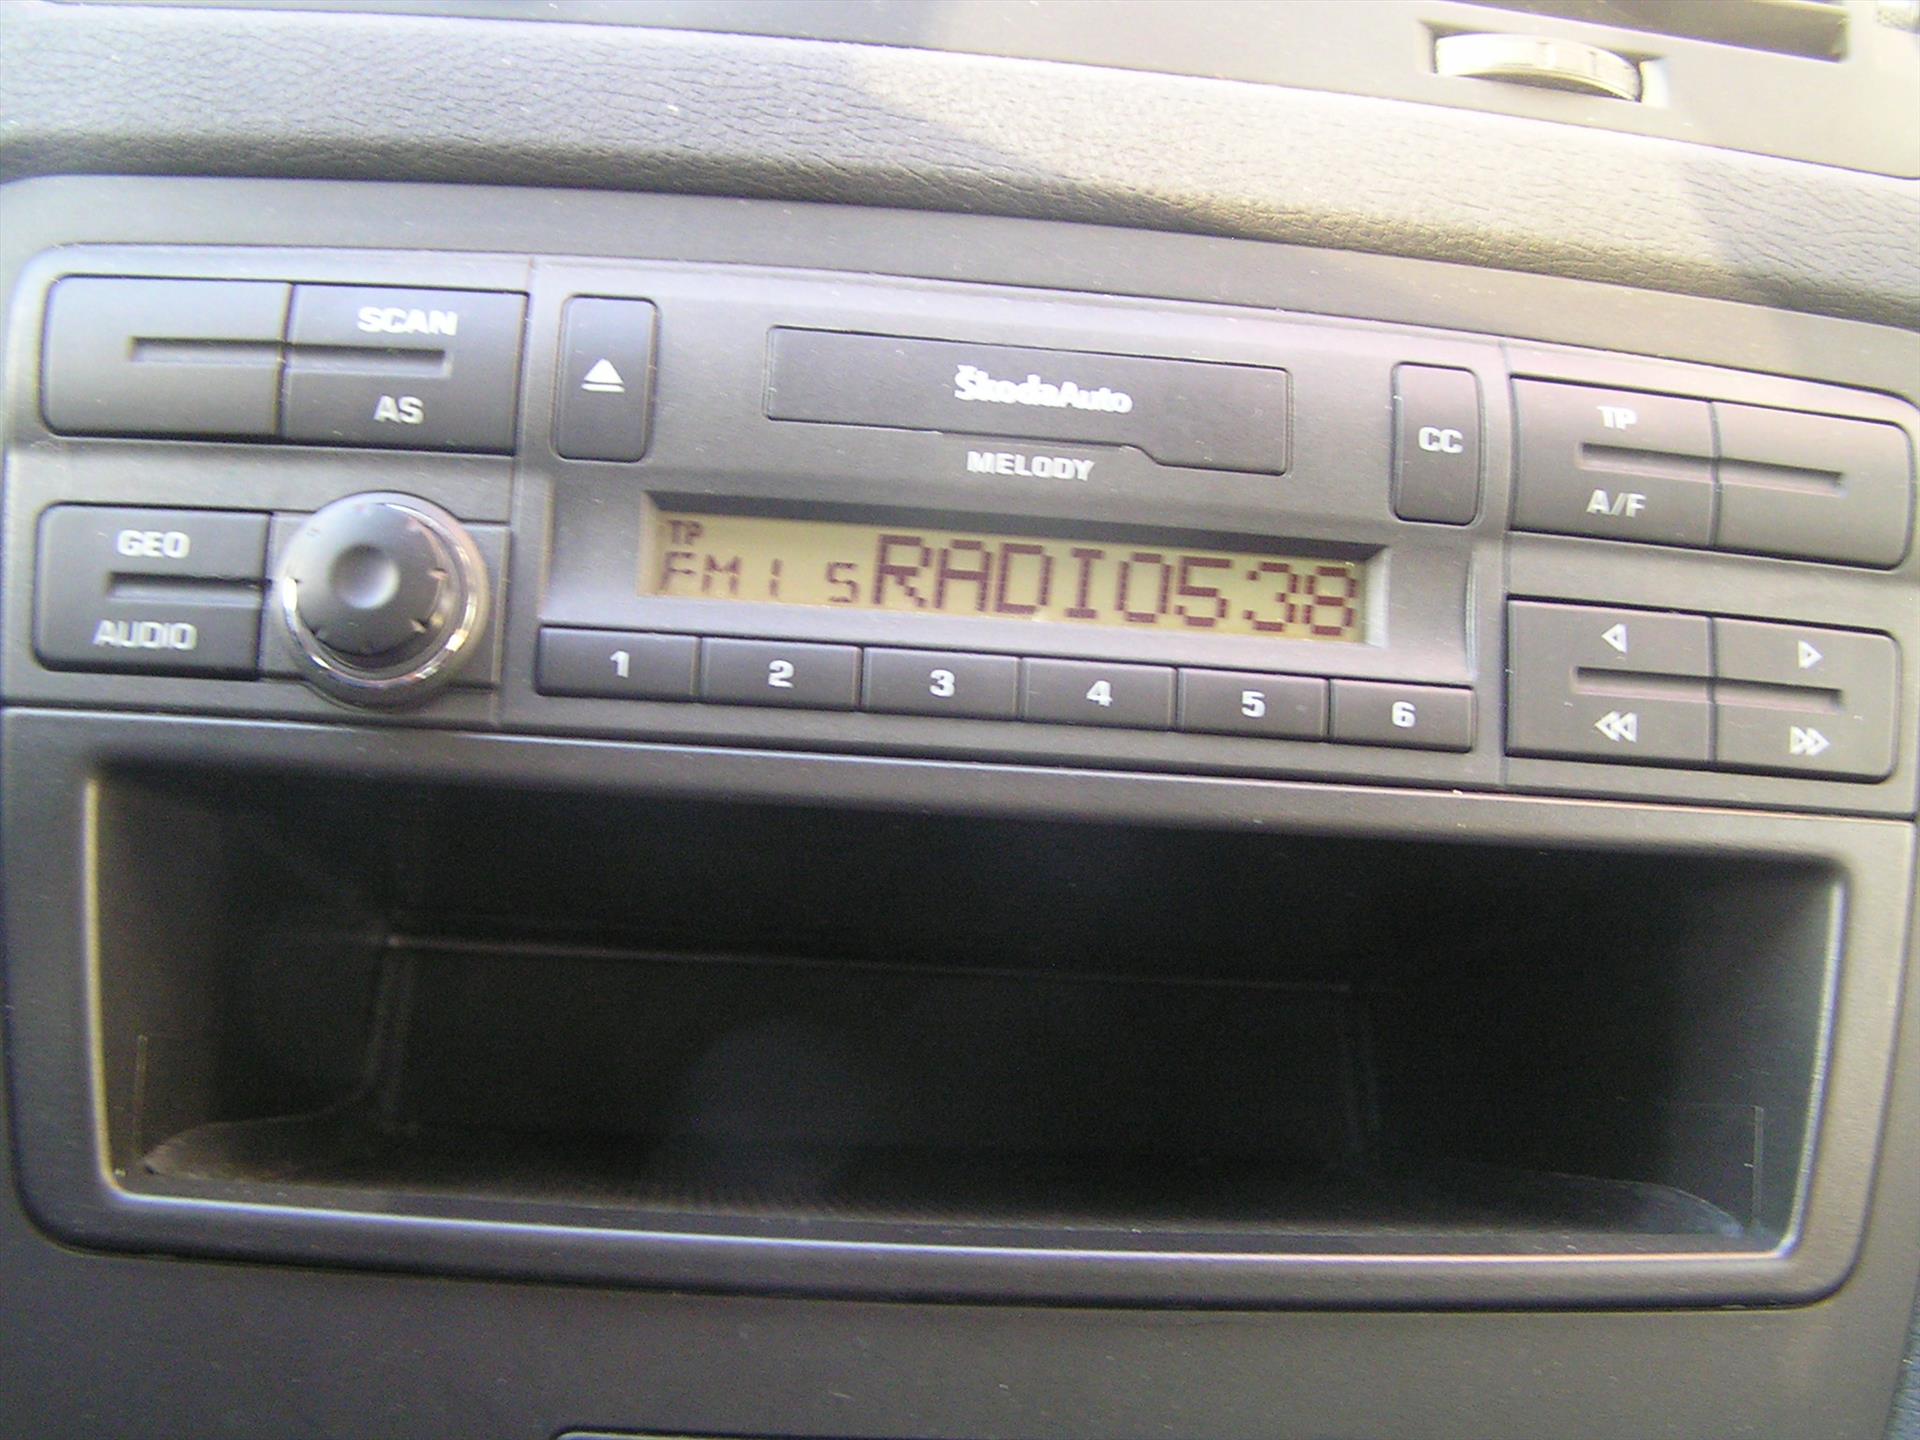 SCAN
AS
ŠkodaAuto
MELODY
CC
TP
A/F
GEO
AUDIO
TP
FM1 S RADIO538
1 2 3 4 5 6